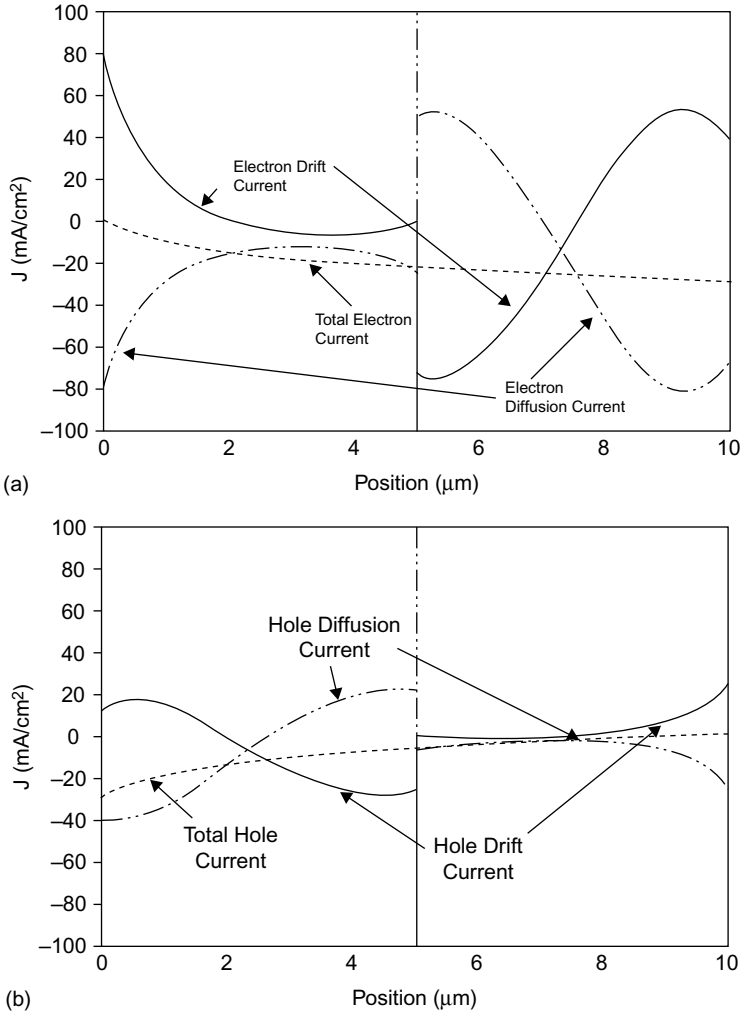 100
80
60
40
20
0
–20
–40
–60
–80
–100
J (mA/cm²)
Electron Drift
Current
Total Electron
Current
Electron
Diffusion Current
0
2
4
6
8
10
Position (μm)
(a)
100
80
60
40
20
0
–20
–40
–60
–80
–100
J (mA/cm²)
Hole Diffusion
Current
Total Hole
Current
Hole Drift
Current
0
2
4
6
8
10
Position (μm)
(b)